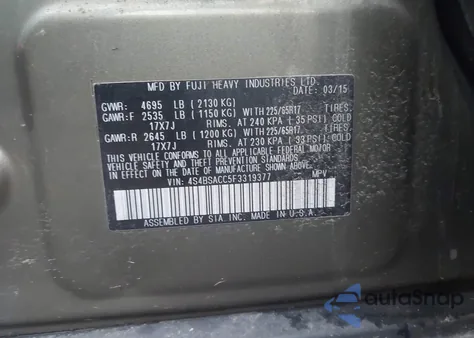 MFD BY FUJI HEAVY INDUSTRIES LTD.
DATE: 03/15
GVWR: 4695 LB (2130 KG)
GAWR:F 2535 LB (1150 KG) WITH 225/65R17 TIRES
17X7J RIMS. AT 240 KPA (35 PSI) COLD
GAWR:R 2645 LB (1200 KG) WITH 225/65R17 TIRES
17X7J RIMS. AT 230 KPA (33 PSI) COLD
THIS VEHICLE CONFORMS TO ALL APPLICABLE FEDERAL MOTOR
VEHICLE SAFETY AND THEFT PREVENTION STANDARDS IN EFFECT
ON THE DATE OF MANUFACTURE SHOWN ABOVE.
VIN: 4S4BSACC5F3319377 MPV
ASSEMBLED BY SIA INC. MADE IN U.S.A.
autoSnap